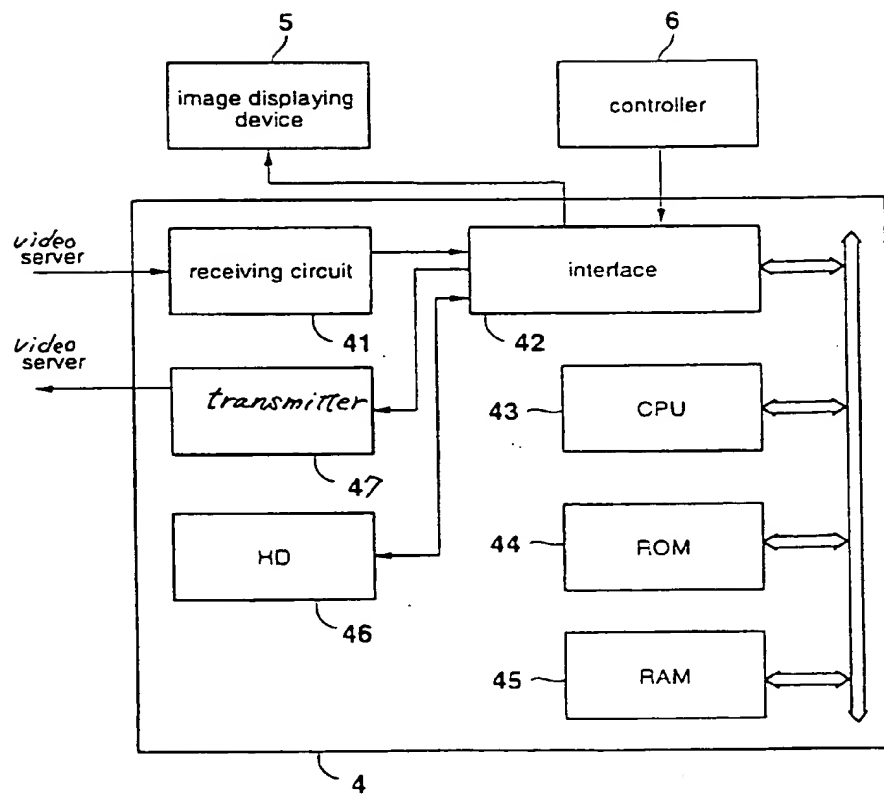 5
6
image displaying
device
controller
video
server
receiving circuit
interface
41
42
video
server
transmitter
43
CPU
47
44
ROM
HD
46
45
RAM
4